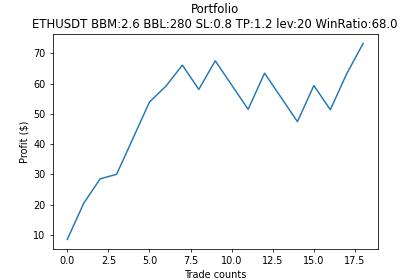 Portfolio
ETHUSDT BBM:2.6 BBL:280 SL:0.8 TP:1.2 lev:20 WinRatio:68.0
Profit ($)
70
60
50
40
30
20
10
0.0 2.5 5.0 7.5 10.0 12.5 15.0 17.5
Trade counts